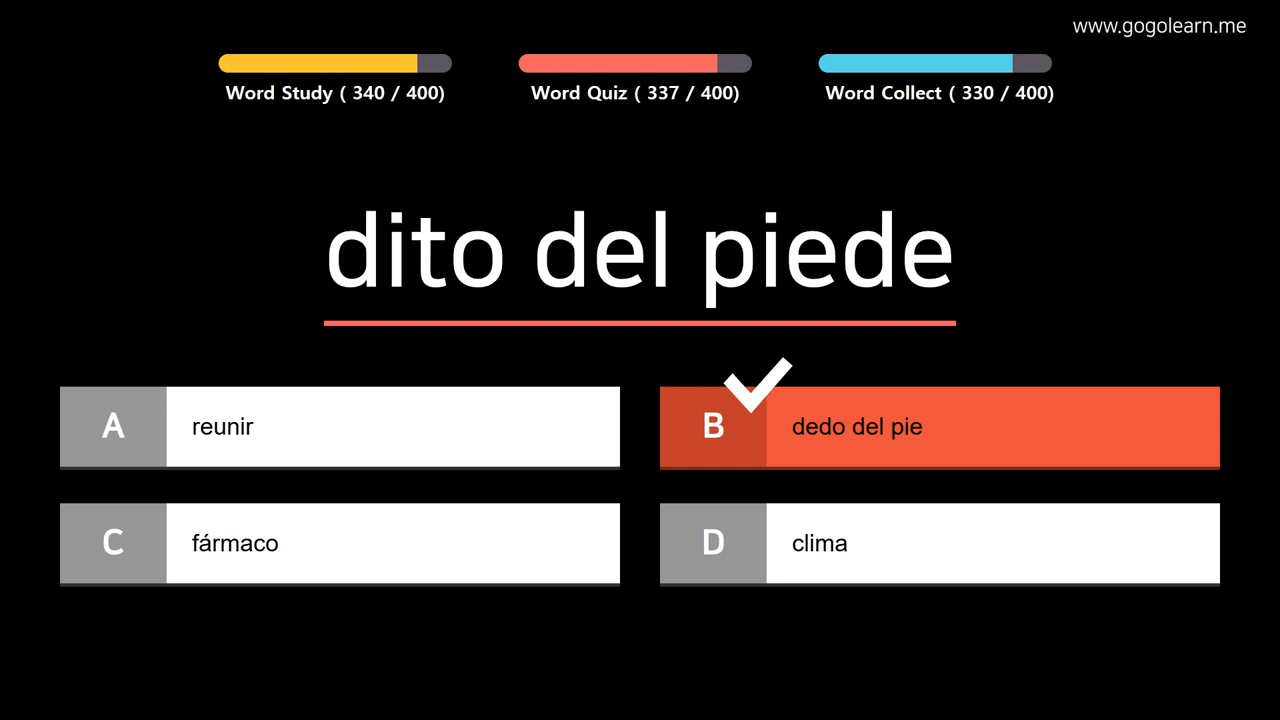 www.gogolearn.me
Word Study ( 340 / 400)
Word Quiz ( 337 / 400)
Word Collect ( 330 / 400)
dito del piede
A reunir
B dedo del pie
C fármaco
D clima